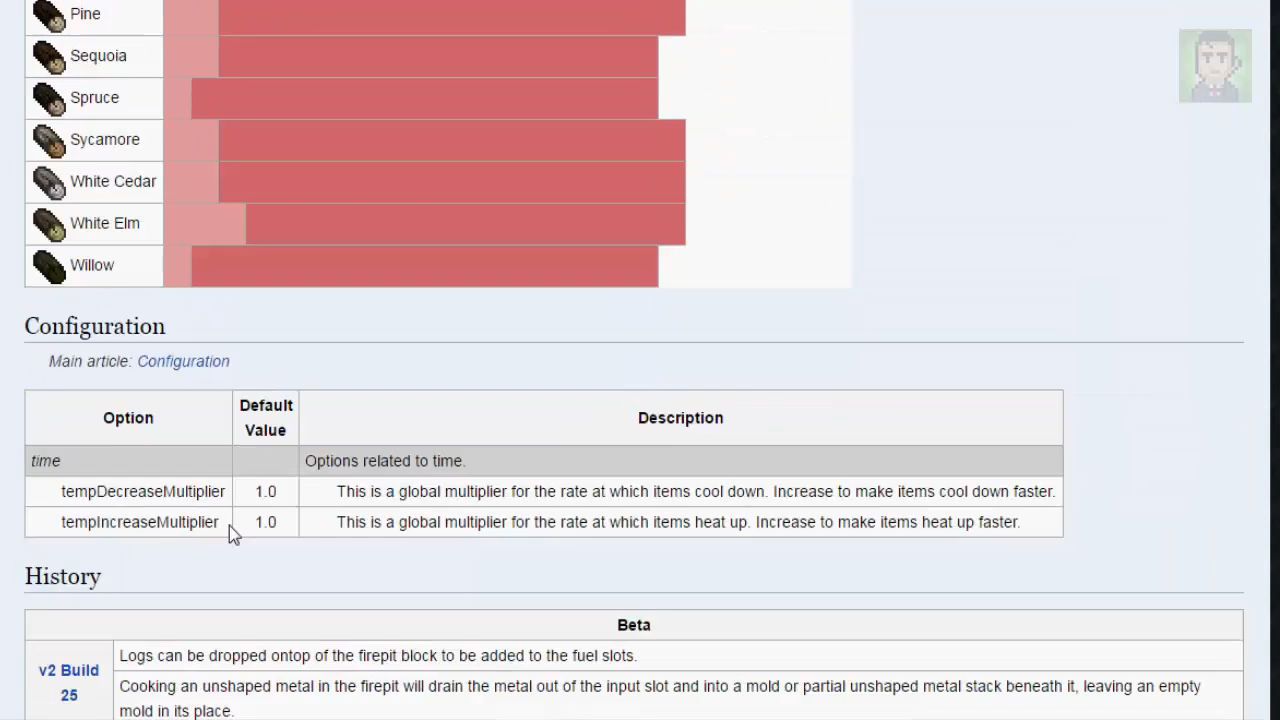 Pine
Sequoia
Spruce
Sycamore
White Cedar
White Elm
Willow
Configuration
Main article: Configuration
Option Default Value Description
time Options related to time.
tempDecreaseMultiplier 1.0 This is a global multiplier for the rate at which items cool down. Increase to make items cool down faster.
tempIncreaseMultiplier 1.0 This is a global multiplier for the rate at which items heat up. Increase to make items heat up faster.
History
Beta
v2 Build 25
Logs can be dropped ontop of the firepit block to be added to the fuel slots.
Cooking an unshaped metal in the firepit will drain the metal out of the input slot and into a mold or partial unshaped metal stack beneath it, leaving an empty
mold in its place.